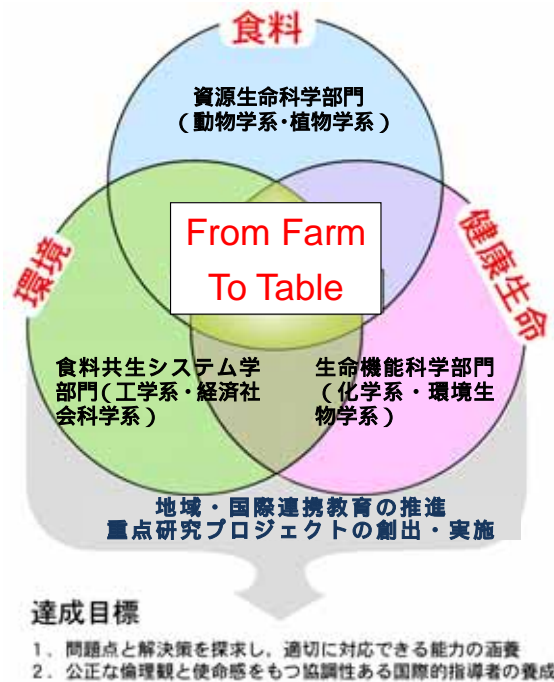 食料
資源生命科学部門
(動物学系・植物学系)
From Farm
To Table
環境
健康生命
食料共生システム学
部門(工学系・経済社
会科学系)
生命機能科学部門
(化学系・環境生
物学系)
地域・国際連携教育の推進
重点研究プロジェクトの創出・実施
達成目標
1．問題点と解決策を探求し，適切に対応できる能力の涵養
2．公正な倫理観と使命感をもつ協調性ある国際的指導者の養成